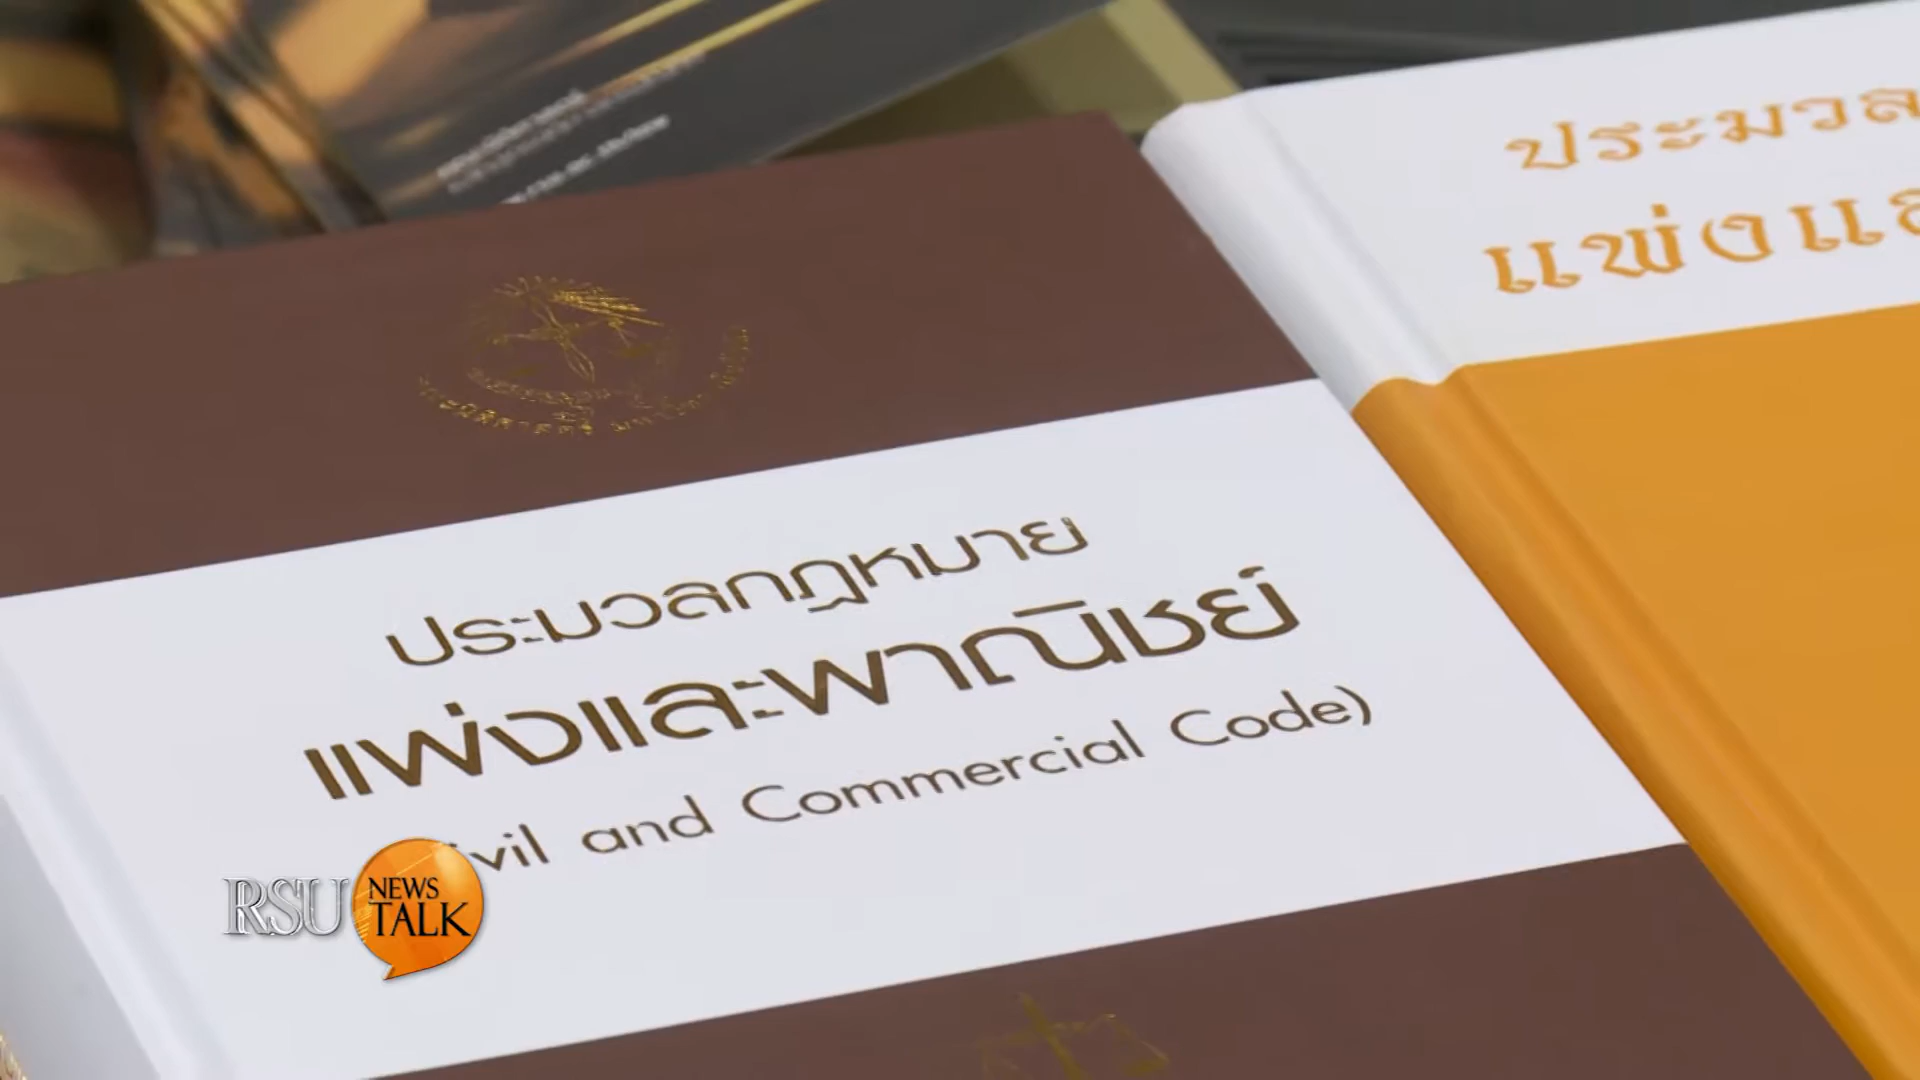 ประมวล
แพ่งแล
ประมวลกฎหมาย
แพ่งและพาณิชย์
ivil and Commercial Code)
RSU NEWS TALK